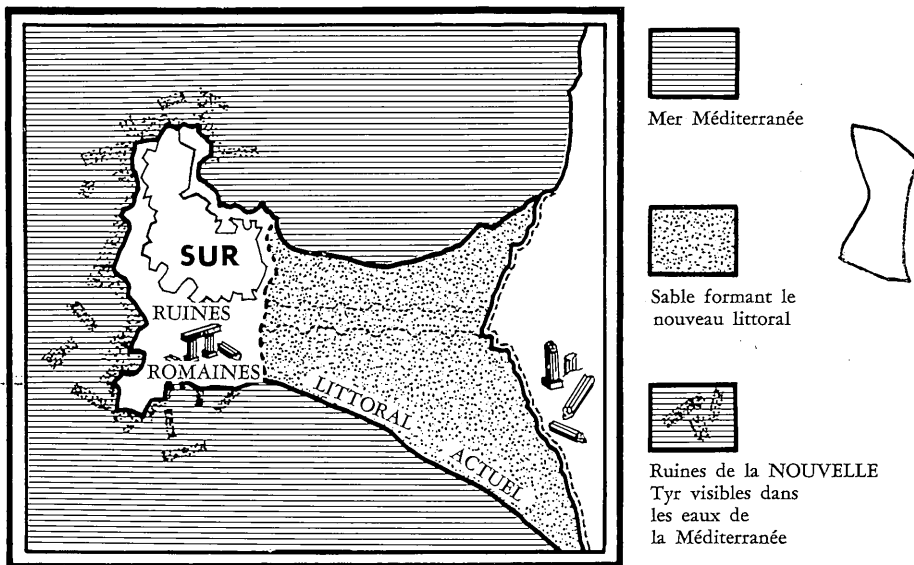 SUR
RUINES
ROMAINES
LITTORAL
ACTUEL
Mer Méditerranée
Sable formant le
nouveau littoral
Ruines de la NOUVELLE
Tyr visibles dans
les eaux de
la Méditerranée